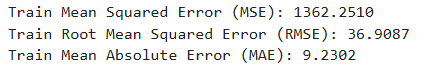 Train Mean Squared Error (MSE): 1362.2510
Train Root Mean Squared Error (RMSE): 36.9087
Train Mean Absolute Error (MAE): 9.2302